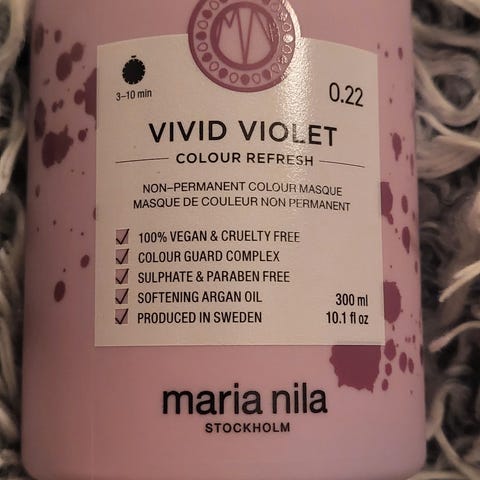 MN
3–10 min
0.22
VIVID VIOLET
COLOUR REFRESH
NON–PERMANENT COLOUR MASQUE
MASQUE DE COULEUR NON PERMANENT
100% VEGAN & CRUELTY FREE
COLOUR GUARD COMPLEX
SULPHATE & PARABEN FREE
SOFTENING ARGAN OIL
300 ml
PRODUCED IN SWEDEN
10.1 fl oz
maria nila
STOCKHOLM